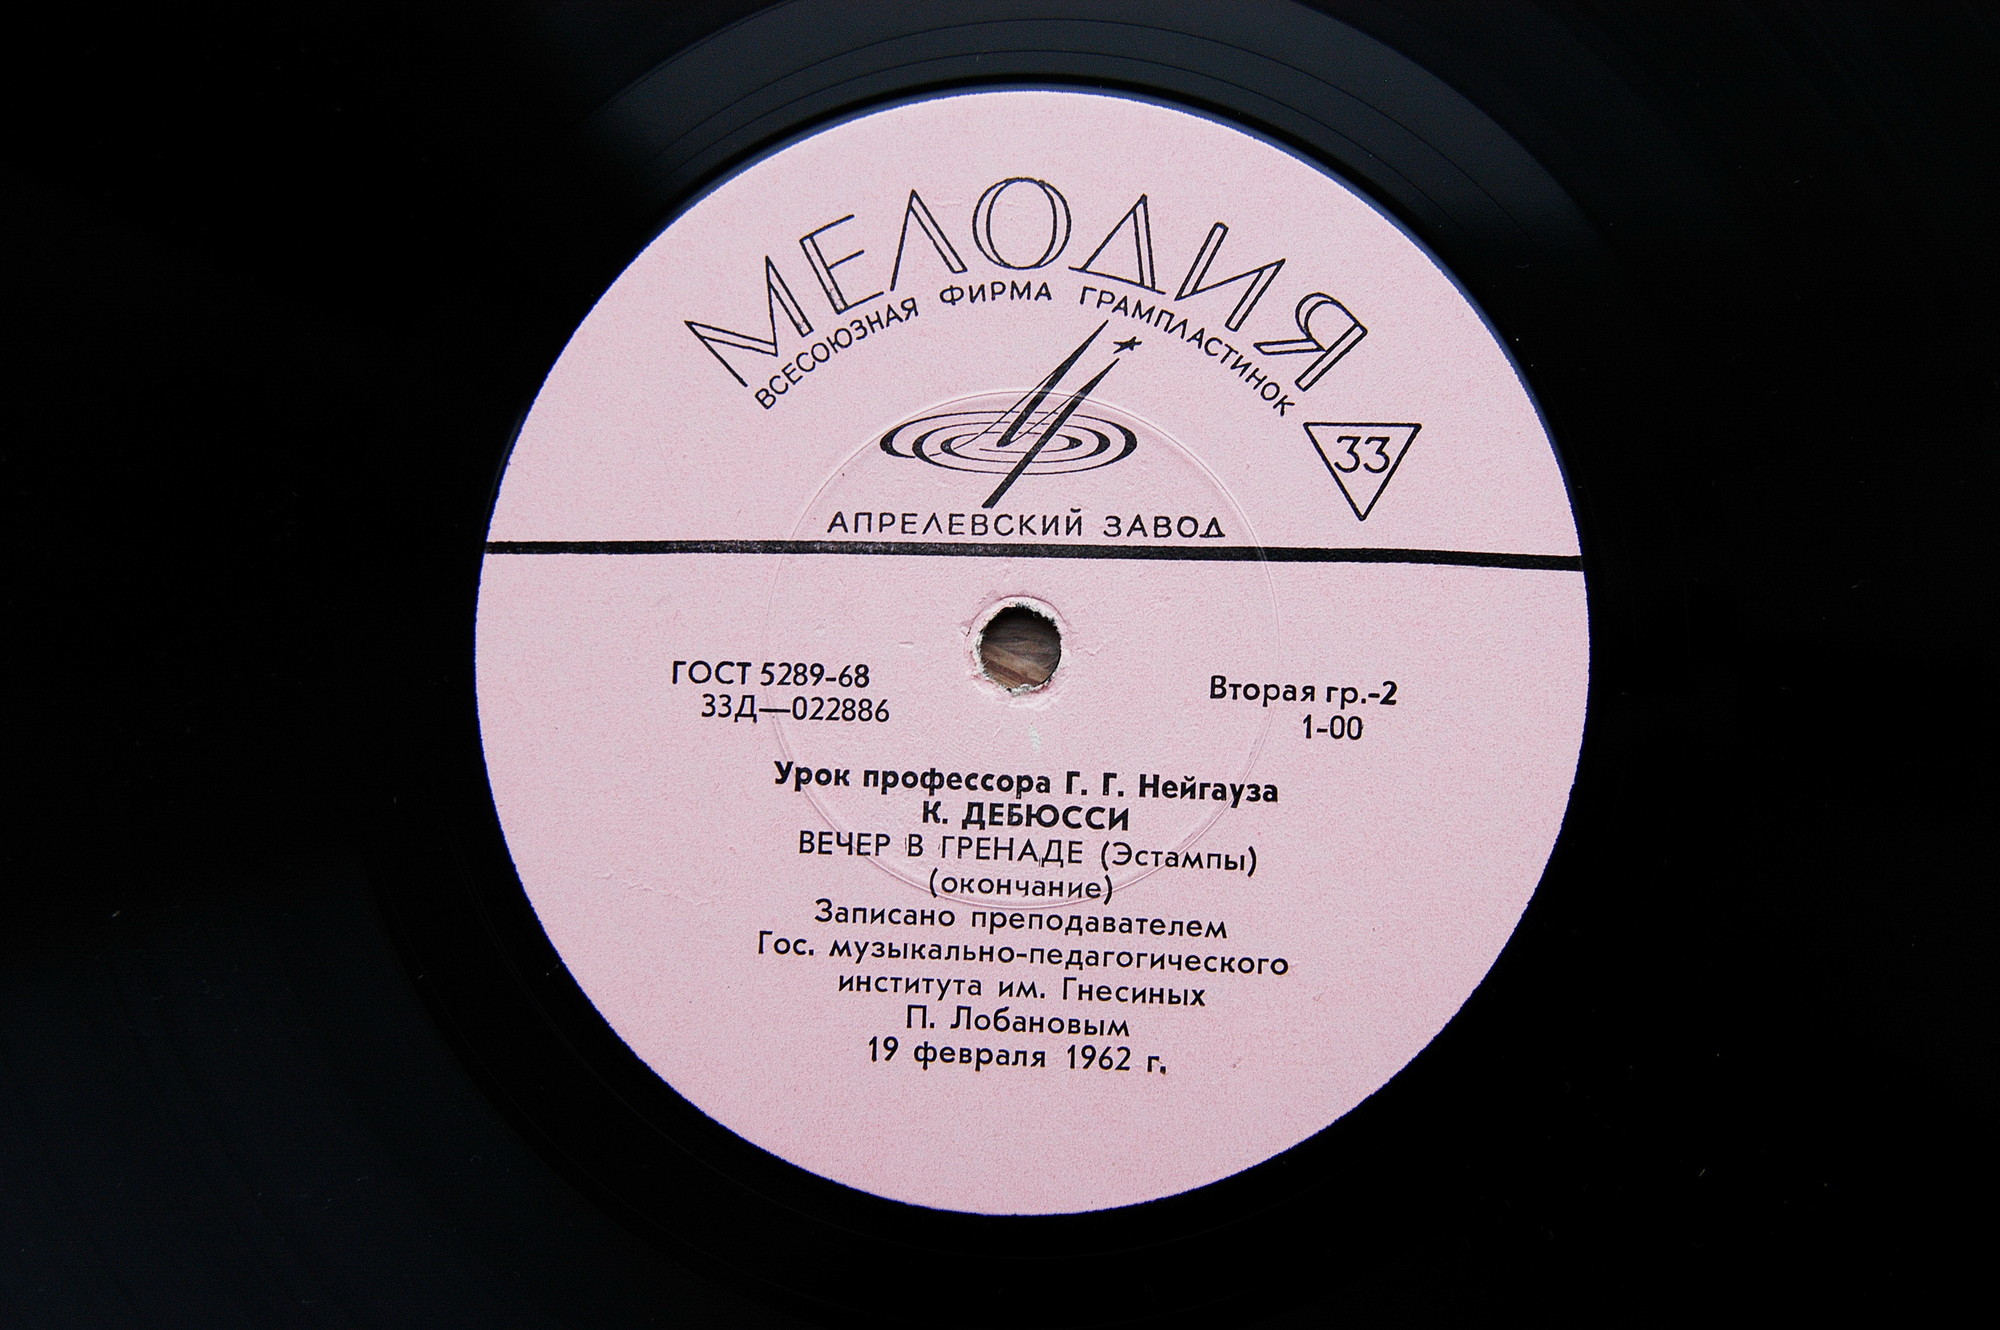 МЕЛОДИЯ
ВСЕСОЮЗНАЯ ФИРМА ГРАМПЛАСТИНОК
33
АПРЕЛЕВСКИЙ ЗАВОД
ГОСТ 5289-68
33Д—022886
Вторая гр.-2
1-00
Урок профессора Г. Г. Нейгауза
К. ДЕБЮССИ
ВЕЧЕР В ГРЕНАДЕ (Эстампы)
(окончание)
Записано преподавателем
Гос. музыкально-педагогического
института им. Гнесиных
П. Лобановым
19 февраля 1962 г.